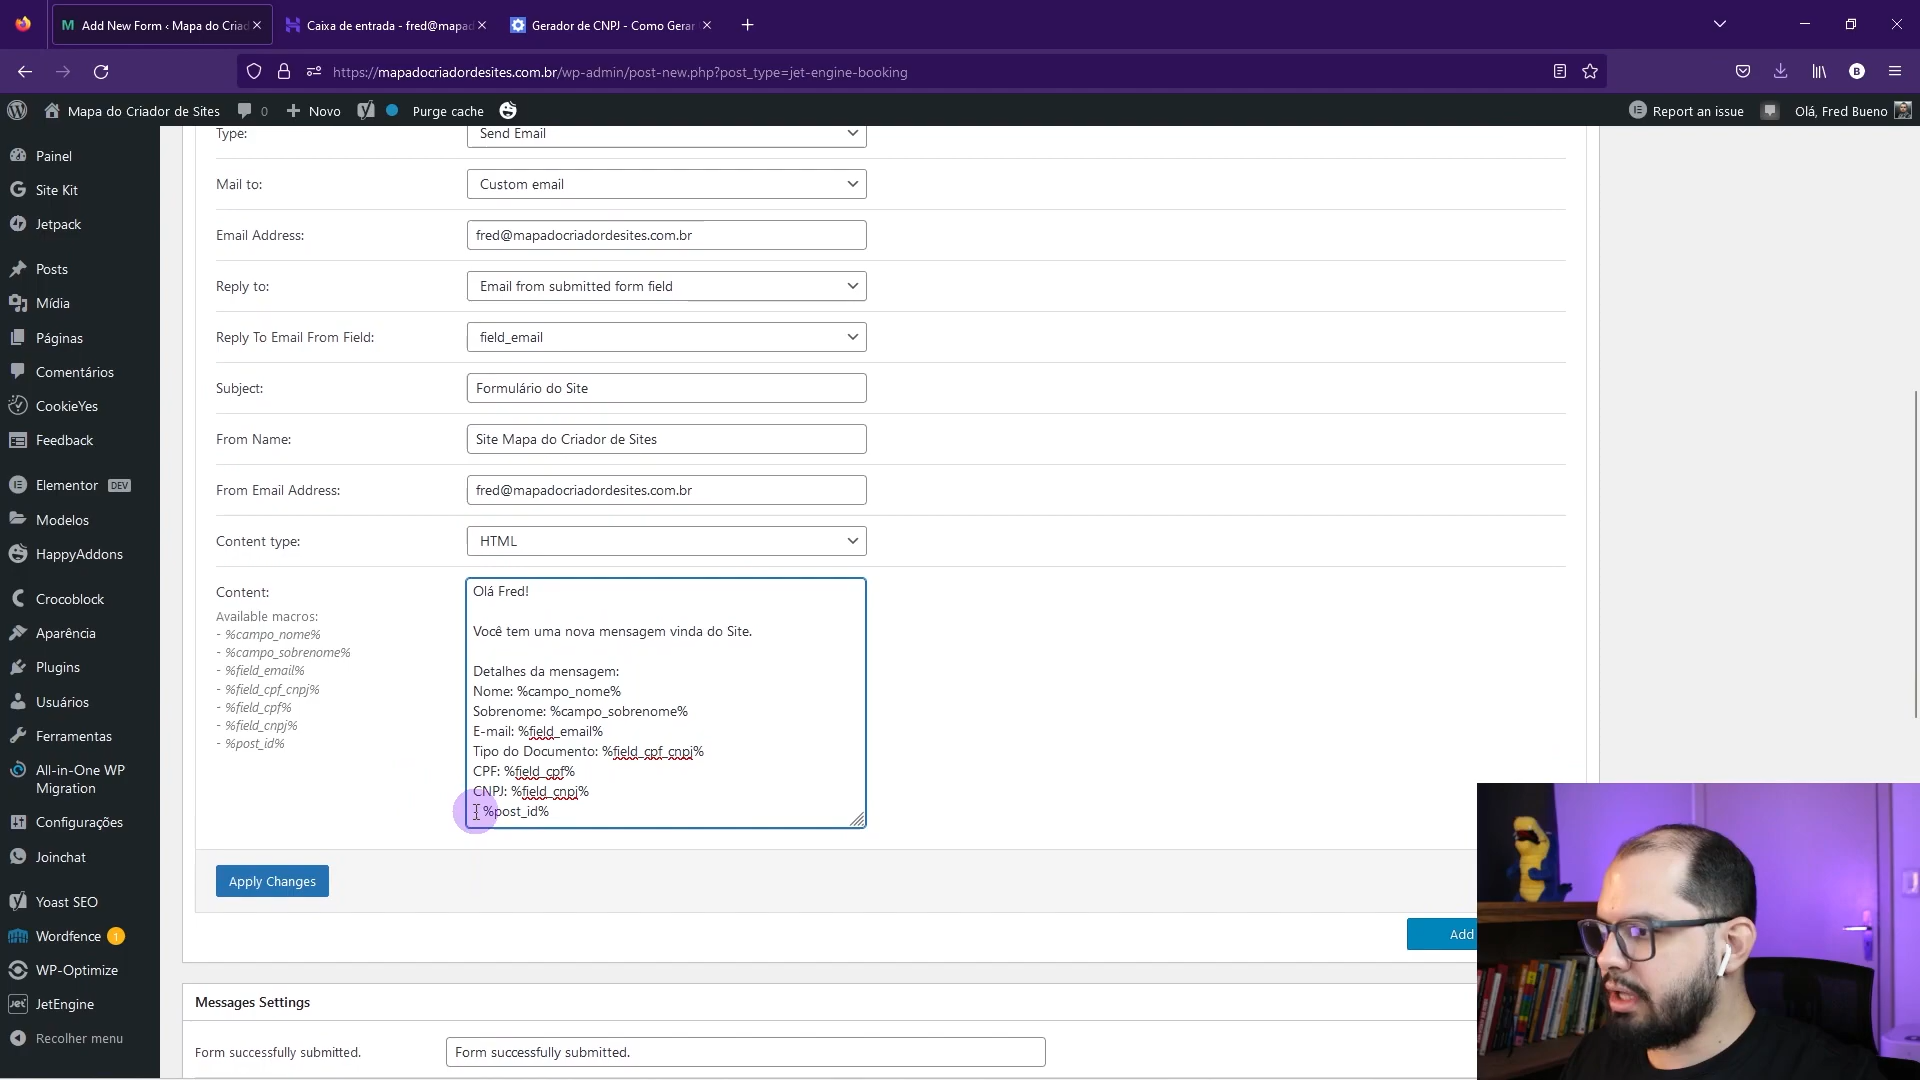 Add New Form ‹ Mapa do Criad
Caixa de entrada - fred@mapad
Gerador de CNPJ - Como Gerar
https://mapadocriadordesites.com.br/wp-admin/post-new.php?post_type=jet-engine-booking
B
Mapa do Criador de Sites
0
Novo
Purge cache
Report an issue
Olá, Fred Bueno
Painel
Site Kit
Jetpack
Posts
Mídia
Páginas
Comentários
CookieYes
Feedback
Elementor DEV
Modelos
HappyAddons
Crocoblock
Aparência
Plugins
Usuários
Ferramentas
All-in-One WP
Migration
Configurações
Joinchat
Yoast SEO
Wordfence 1
WP-Optimize
JetEngine
Recolher menu
Type: Send Email
Mail to: Custom email
Email Address: fred@mapadocriadordesites.com.br
Reply to: Email from submitted form field
Reply To Email From Field: field_email
Subject: Formulário do Site
From Name: Site Mapa do Criador de Sites
From Email Address: fred@mapadocriadordesites.com.br
Content type: HTML
Content:
Available macros:
- %campo_nome%
- %campo_sobrenome%
- %field_email%
- %field_cpf_cnpj%
- %field_cpf%
- %field_cnpj%
- %post_id%
Olá Fred!
Você tem uma nova mensagem vinda do Site.
Detalhes da mensagem:
Nome: %campo_nome%
Sobrenome: %campo_sobrenome%
E-mail: %field_email%
Tipo do Documento: %field_cpf_cnpj%
CPF: %field_cpf%
CNPJ: %field_cnpj%
%post_id%
Apply Changes
Add
Messages Settings
Form successfully submitted. Form successfully submitted.